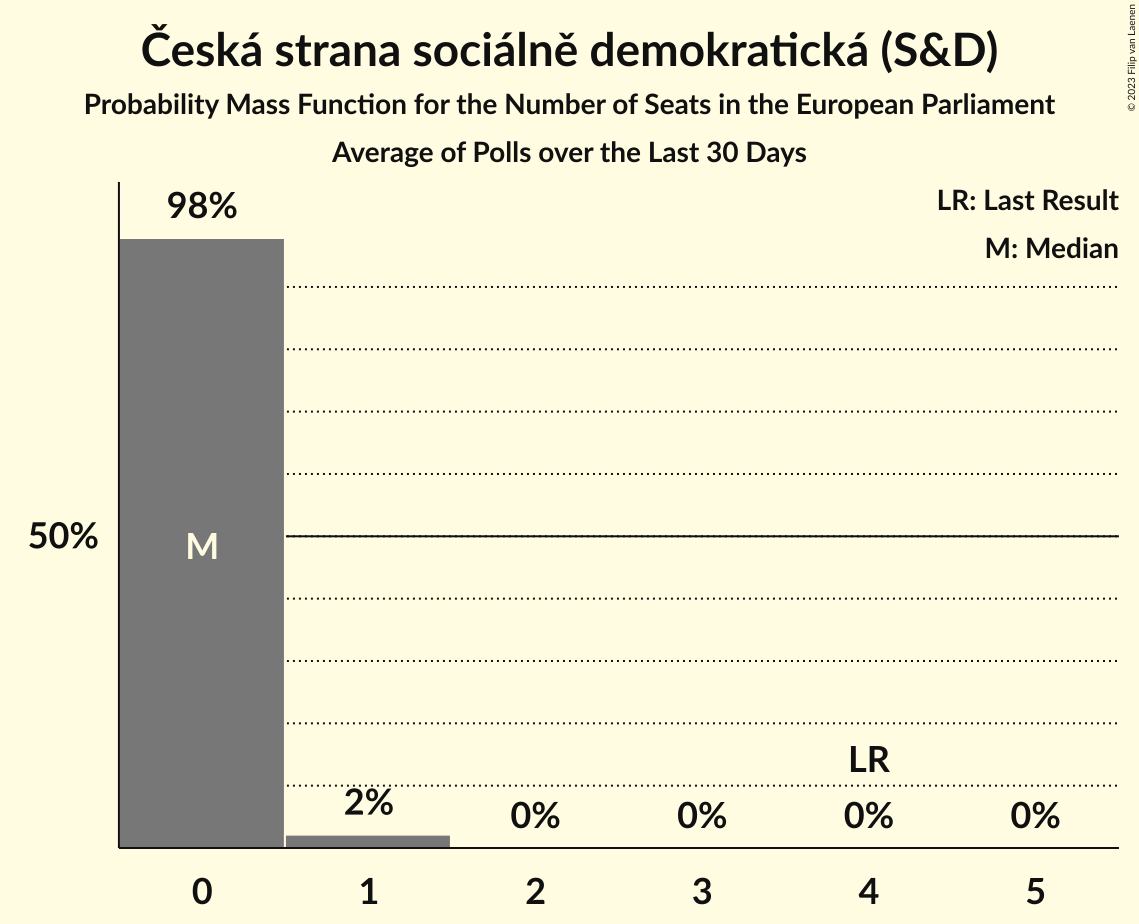 Česká strana sociálně demokratická (S&D)
Probability Mass Function for the Number of Seats in the European Parliament
Average of Polls over the Last 30 Days
© 2023 Filip van Laenen
98%
LR: Last Result
M: Median
50%
M
LR
2%
0%
0%
0%
0%
0
1
2
3
4
5